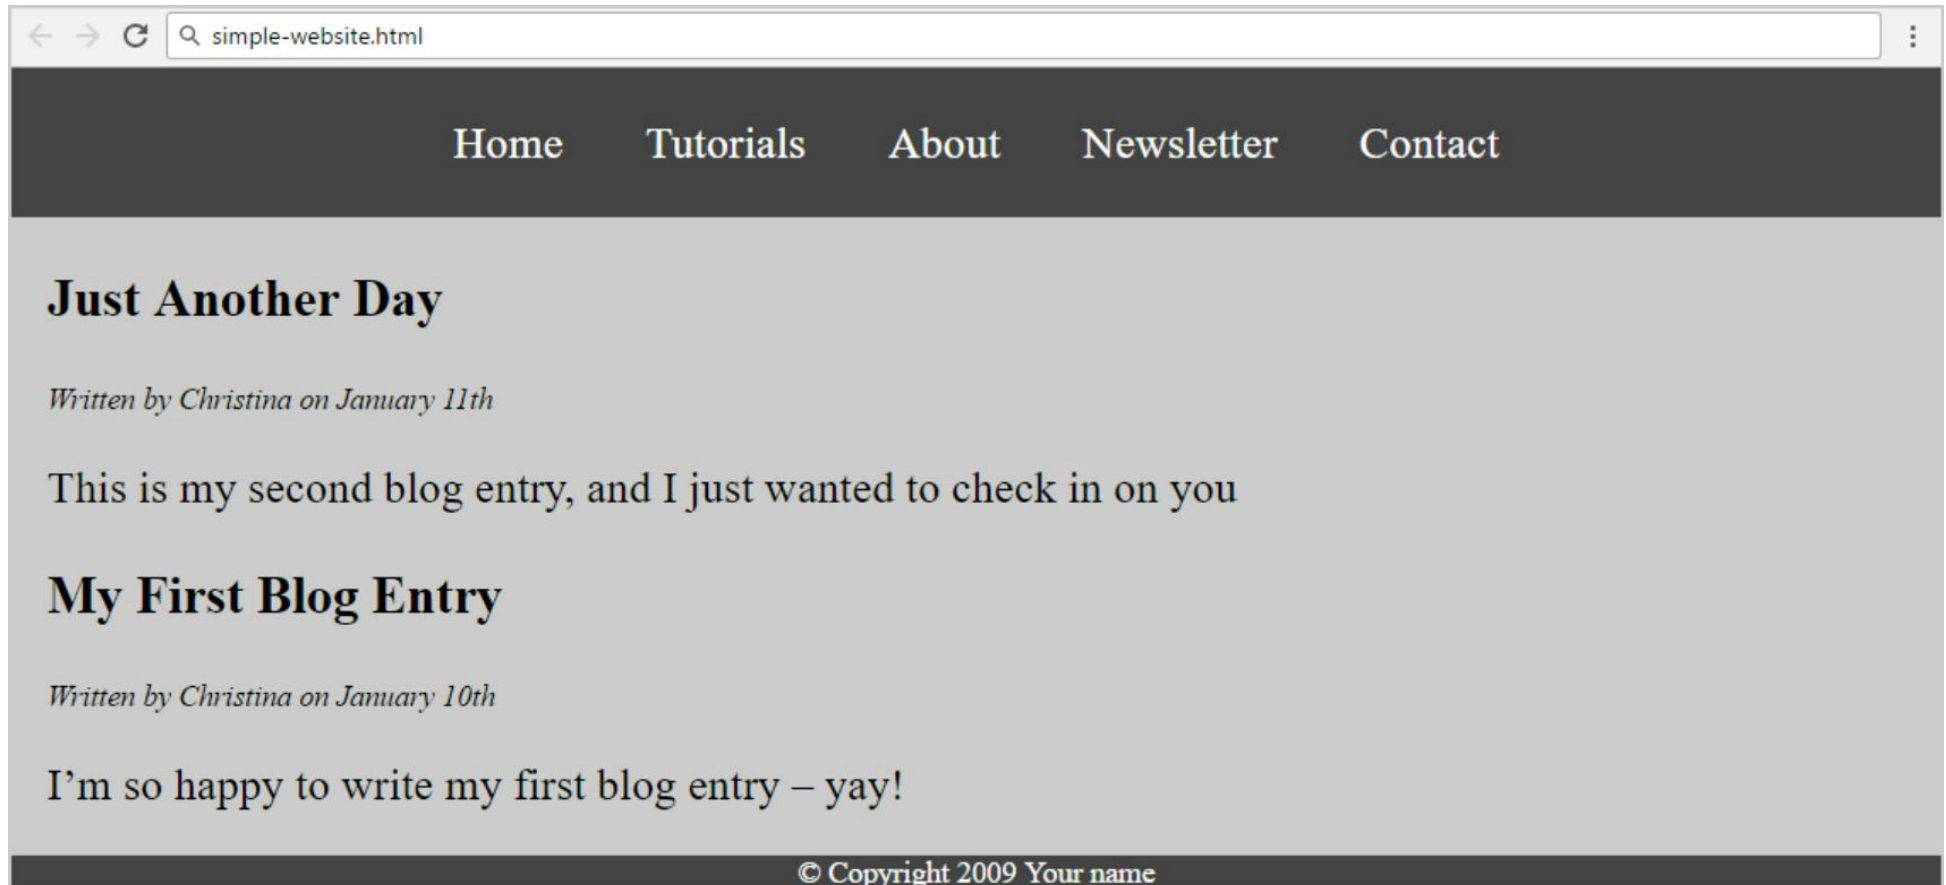 simple-website.html
Home Tutorials About Newsletter Contact
Just Another Day
Written by Christina on January 11th
This is my second blog entry, and I just wanted to check in on you
My First Blog Entry
Written by Christina on January 10th
I’m so happy to write my first blog entry – yay!
© Copyright 2009 Your name